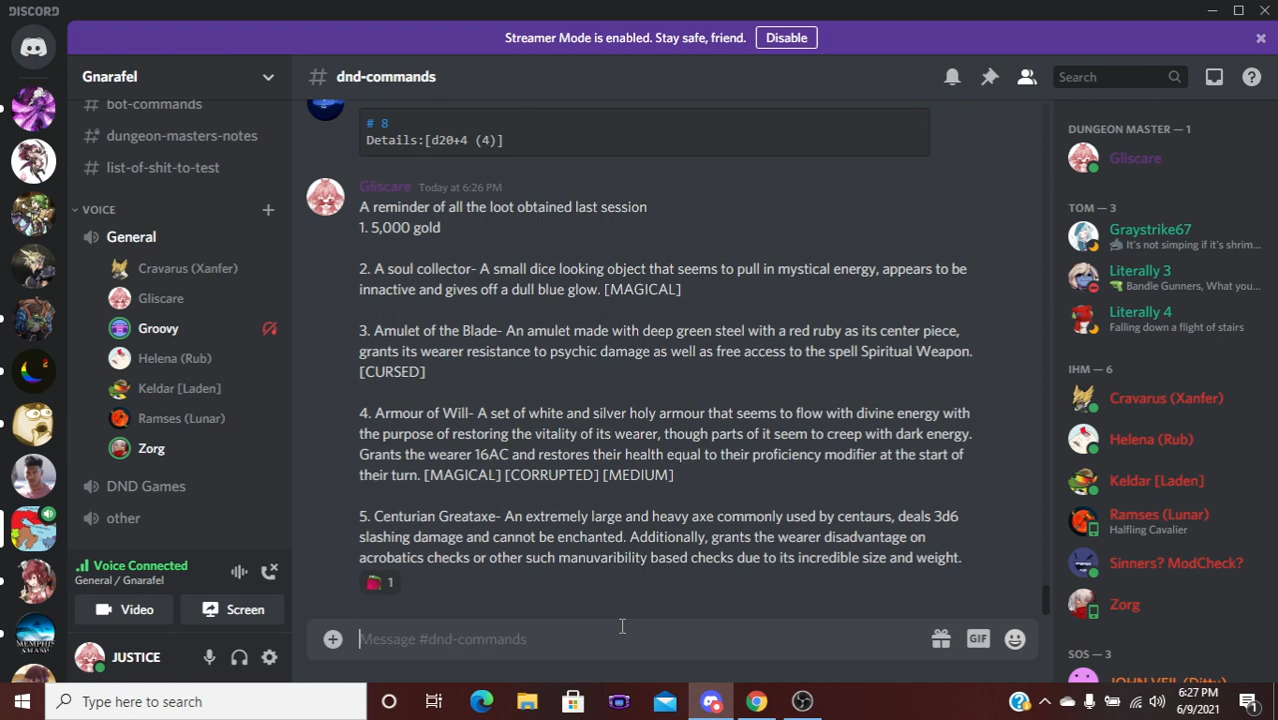 DISCORD
Streamer Mode is enabled. Stay safe, friend.
Disable
Gnarafel
bot-commands
dungeon-masters-notes
list-of-shit-to-test
VOICE
General
Cravarus (Xanfer)
Gliscare
Groovy
Helena (Rub)
Keldar [Laden]
Ramses (Lunar)
Zorg
DND Games
other
Voice Connected
General / Gnarafel
Video
Screen
JUSTICE
# dnd-commands
Search
# 8
Details:[d20+4 (4)]
Gliscare Today at 6:26 PM
A reminder of all the loot obtained last session
1. 5,000 gold
2. A soul collector- A small dice looking object that seems to pull in mystical energy, appears to be
innactive and gives off a dull blue glow. [MAGICAL]
3. Amulet of the Blade- An amulet made with deep green steel with a red ruby as its center piece,
grants its wearer resistance to psychic damage as well as free access to the spell Spiritual Weapon.
[CURSED]
4. Armour of Will- A set of white and silver holy armour that seems to flow with divine energy with
the purpose of restoring the vitality of its wearer, though parts of it seem to creep with dark energy.
Grants the wearer 16AC and restores their health equal to their proficiency modifier at the start of
their turn. [MAGICAL] [CORRUPTED] [MEDIUM]
5. Centurian Greataxe- An extremely large and heavy axe commonly used by centaurs, deals 3d6
slashing damage and cannot be enchanted. Additionally, grants the wearer disadvantage on
acrobatics checks or other such manuvaribility based checks due to its incredible size and weight.
1
Message #dnd-commands
GIF
DUNGEON MASTER — 1
Gliscare
TOM — 3
Graystrike67
It's not simping if it's shrim...
Literally 3
Bandle Gunners, What you...
Literally 4
Falling down a flight of stairs
IHM — 6
Cravarus (Xanfer)
Helena (Rub)
Keldar [Laden]
Ramses (Lunar)
Halfling Cavalier
Sinners? ModCheck?
Zorg
SOS — 3
JOHN VEIL (Ditty)
Type here to search
6:27 PM
6/9/2021
1